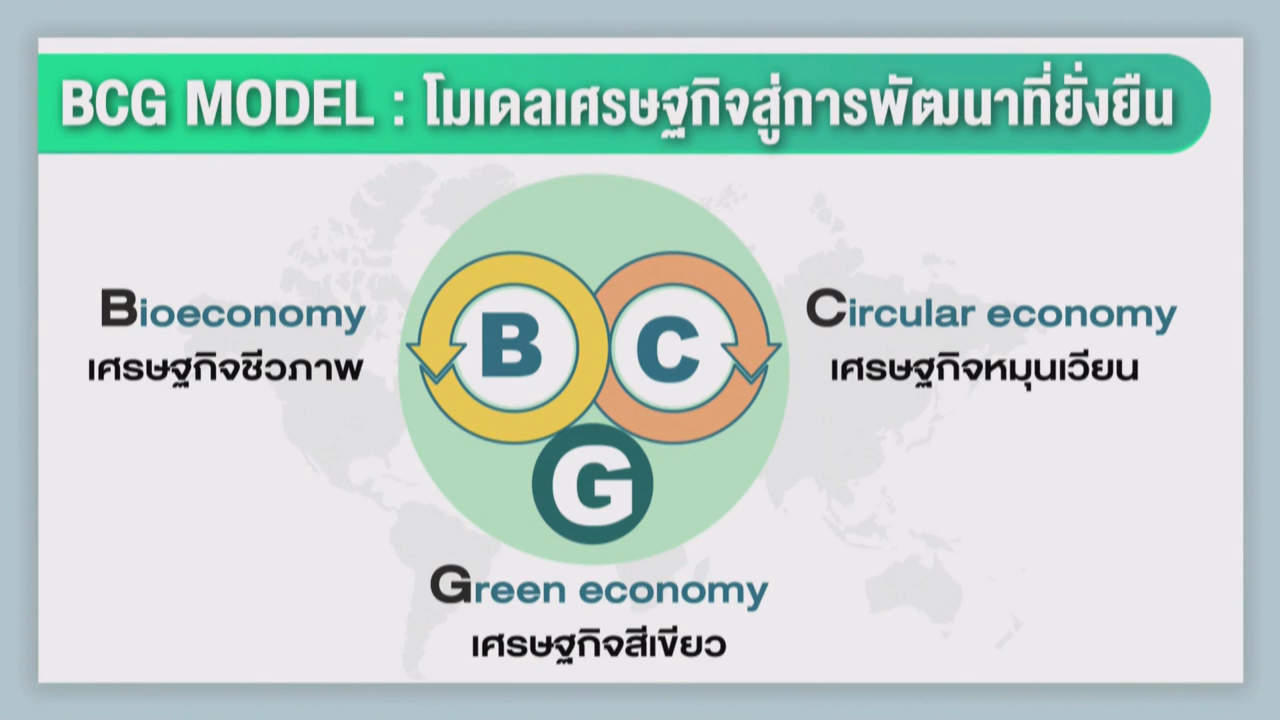 BCG MODEL : โมเดลเศรษฐกิจสู่การพัฒนาที่ยั่งยืน
B C
G
Bioeconomy
เศรษฐกิจชีวภาพ
Circular economy
เศรษฐกิจหมุนเวียน
Green economy
เศรษฐกิจสีเขียว